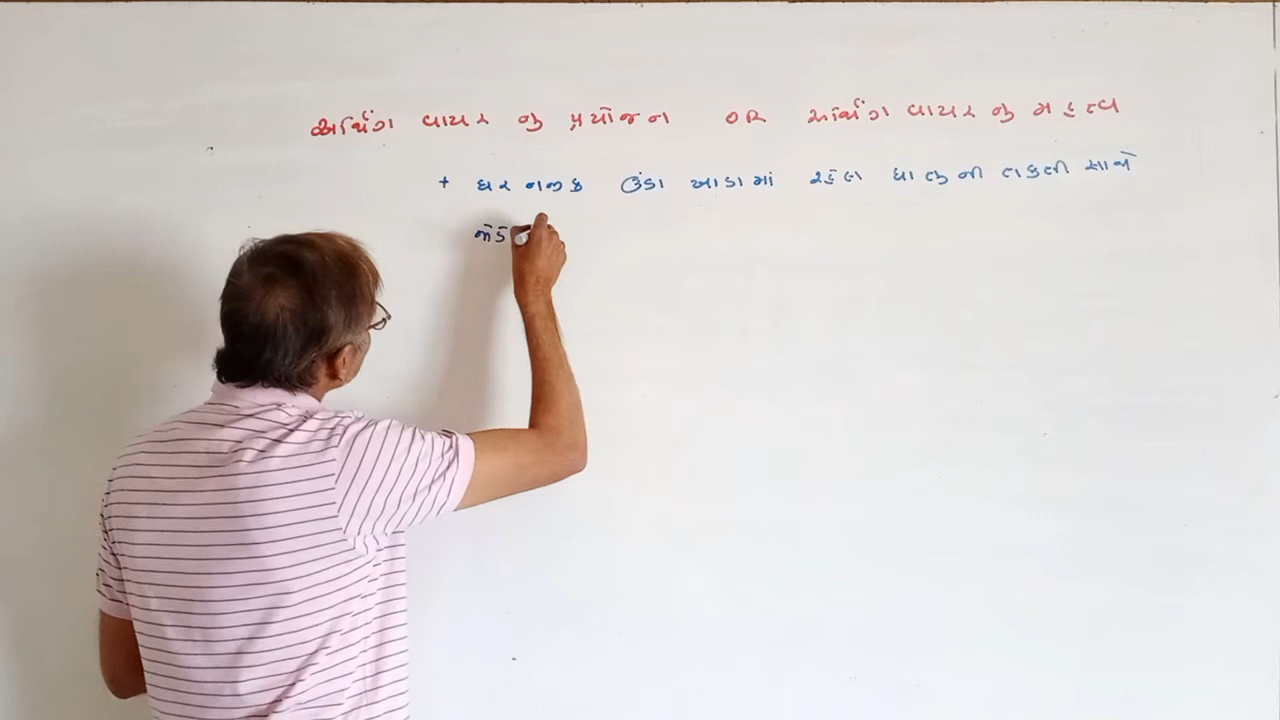 અર્થિંગ વાયર નુ પ્રયોજન OR અર્થિંગ વાયર નુ મહત્વ
+ ઘર નજીક ઉંડા ખાડામાં રહેલ ધાતુની તકતી સાથે
જોડ